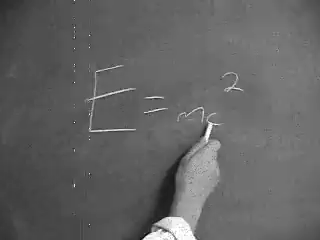 E = mc²